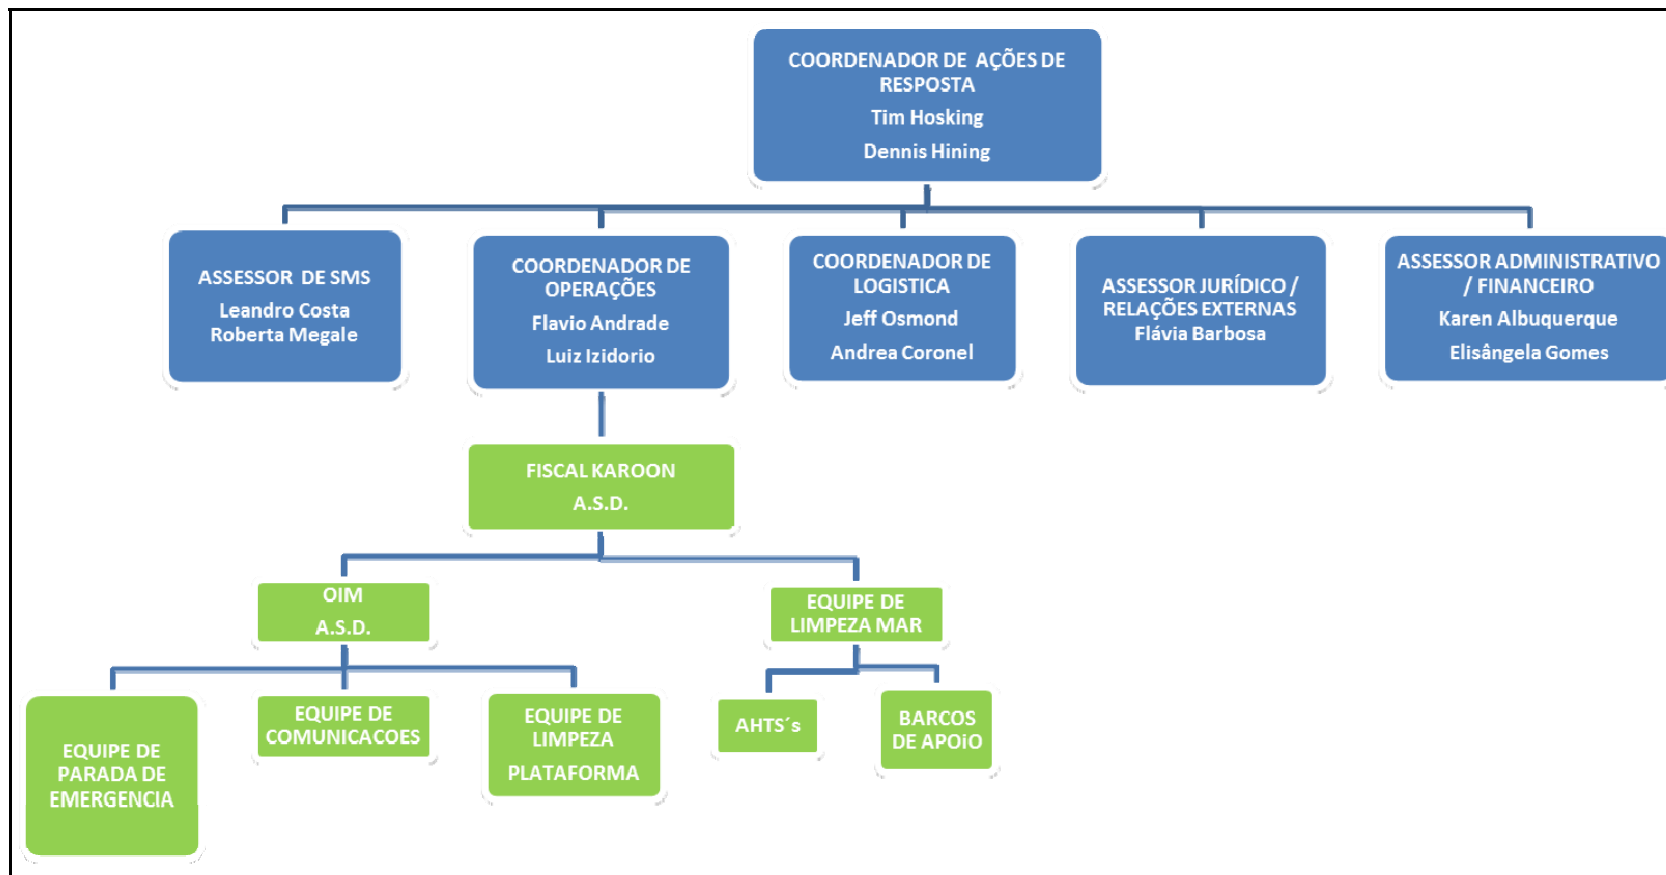 COORDENADOR DE AÇÕES DE
RESPOSTA
Tim Hosking
Dennis Hining
ASSESSOR DE SMS
Leandro Costa
Roberta Megale
COORDENADOR DE
OPERAÇÕES
Flavio Andrade
Luiz Izidorio
COORDENADOR DE
LOGISTICA
Jeff Osmond
Andrea Coronel
ASSESSOR JURÍDICO /
RELAÇÕES EXTERNAS
Flávia Barbosa
ASSESSOR ADMINISTRATIVO
/ FINANCEIRO
Karen Albuquerque
Elisângela Gomes
FISCAL KAROON
A.S.D.
OIM
A.S.D.
EQUIPE DE
LIMPEZA MAR
EQUIPE DE
PARADA DE
EMERGENCIA
EQUIPE DE
COMUNICACOES
EQUIPE DE
LIMPEZA
PLATAFORMA
AHTS´s
BARCOS
DE APOiO